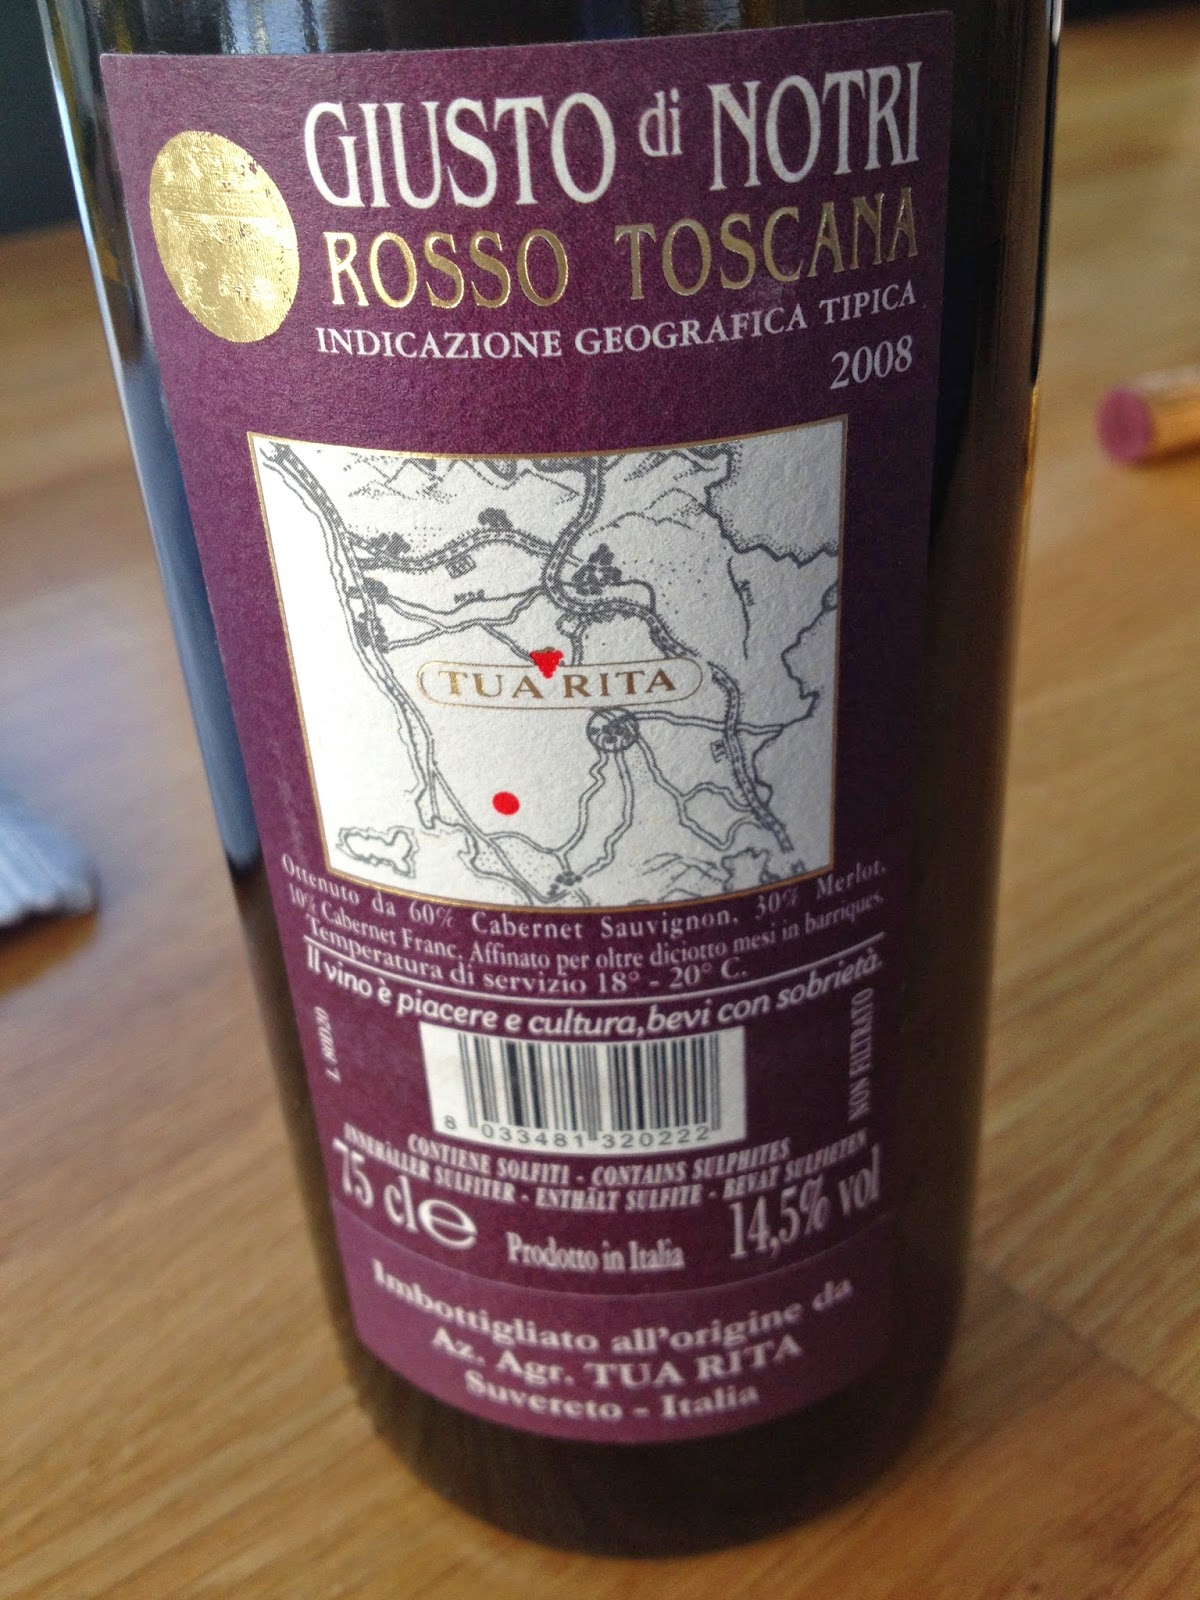 GIUSTO di NOTRI
ROSSO TOSCANA
INDICAZIONE GEOGRAFICA TIPICA
2008
TUA RITA
Ottenuto da 60% Cabernet Sauvignon, 30% Merlot,
10% Cabernet Franc. Affinato per oltre diciotto mesi in barriques.
Temperatura di servizio 18° - 20° C.
Il vino è piacere e cultura, bevi con sobrietà.
NON FILTRATO
8 033481 320222
CONTIENE SOLFITI - CONTAINS SULPHITES
INNERÄLLER SULFITER - ENTHÄLT SULFITE - BEVAT SULFIETEN
75 cl e
Prodotto in Italia
14,5% vol
Imbottigliato all'origine da
Az. Agr. TUA RITA
Suvereto - Italia